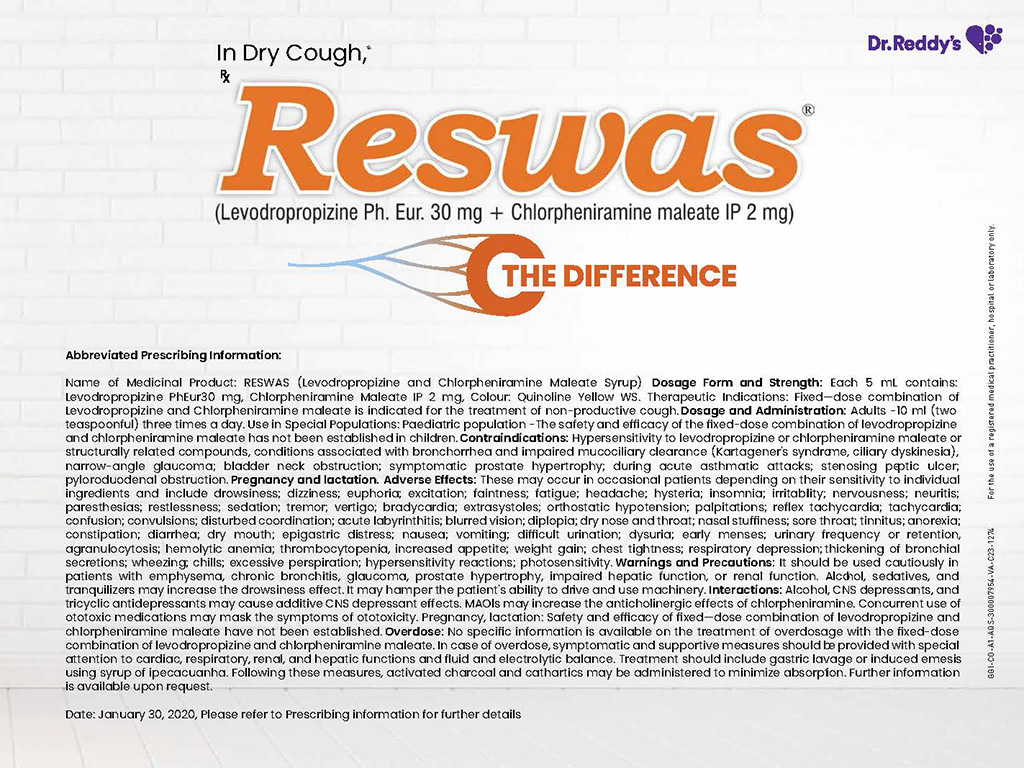 In Dry Cough,*
Dr.Reddy's
Rx
Reswas®
(Levodropropizine Ph. Eur. 30 mg + Chlorpheniramine maleate IP 2 mg)
THE DIFFERENCE
Abbreviated Prescribing Information:
Name of Medicinal Product: RESWAS (Levodropropizine and Chlorpheniramine Maleate Syrup) Dosage Form and Strength: Each 5 mL contains:
Levodropropizine PhEur30 mg, Chlorpheniramine Maleate IP 2 mg, Colour: Quinoline Yellow WS. Therapeutic Indications: Fixed–dose combination of
Levodropropizine and Chlorpheniramine maleate is indicated for the treatment of non-productive cough. Dosage and Administration: Adults -10 ml (two
teaspoonful) three times a day. Use in Special Populations: Paediatric population -The safety and efficacy of the fixed-dose combination of levodropropizine
and chlorpheniramine maleate has not been established in children. Contraindications: Hypersensitivity to levodropropizine or chlorpheniramine maleate or
structurally related compounds, conditions associated with bronchorrhea and impaired mucociliary clearance (Kartagener's syndrome, ciliary dyskinesia),
narrow-angle glaucoma; bladder neck obstruction; symptomatic prostate hypertrophy; during acute asthmatic attacks; stenosing peptic ulcer;
pyloroduodenal obstruction. Pregnancy and lactation. Adverse Effects: These may occur in occasional patients depending on their sensitivity to individual
ingredients and include drowsiness; dizziness; euphoria; excitation; faintness; fatigue; headache; hysteria; insomnia; irritability; nervousness; neuritis;
paresthesias; restlessness; sedation; tremor; vertigo; bradycardia; extrasystoles; orthostatic hypotension; palpitations; reflex tachycardia; tachycardia;
confusion; convulsions; disturbed coordination; acute labyrinthitis; blurred vision; diplopia; dry nose and throat; nasal stuffiness; sore throat; tinnitus; anorexia;
constipation; diarrhea; dry mouth; epigastric distress; nausea; vomiting; difficult urination; dysuria; early menses; urinary frequency or retention,
agranulocytosis; hemolytic anemia; thrombocytopenia, increased appetite; weight gain; chest tightness; respiratory depression; thickening of bronchial
secretions; wheezing; chills; excessive perspiration; hypersensitivity reactions; photosensitivity. Warnings and Precautions: It should be used cautiously in
patients with emphysema, chronic bronchitis, glaucoma, prostate hypertrophy, impaired hepatic function, or renal function. Alcohol, sedatives, and
tranquilizers may increase the drowsiness effect. It may hamper the patient's ability to drive and use machinery. Interactions: Alcohol, CNS depressants, and
tricyclic antidepressants may cause additive CNS depressant effects. MAOIs may increase the anticholinergic effects of chlorpheniramine. Concurrent use of
ototoxic medications may mask the symptoms of ototoxicity. Pregnancy, lactation: Safety and efficacy of fixed–dose combination of levodropropizine and
chlorpheniramine maleate have not been established. Overdose: No specific information is available on the treatment of overdosage with the fixed-dose
combination of levodropropizine and chlorpheniramine maleate. In case of overdose, symptomatic and supportive measures should be provided with special
attention to cardiac, respiratory, renal, and hepatic functions and fluid and electrolytic balance. Treatment should include gastric lavage or induced emesis
using syrup of ipecacuanha. Following these measures, activated charcoal and cathartics may be administered to minimize absorption. Further information
is available upon request.
Date: January 30, 2020, Please refer to Prescribing information for further details
For the use of a registered medical practitioner, hospital or laboratory only.